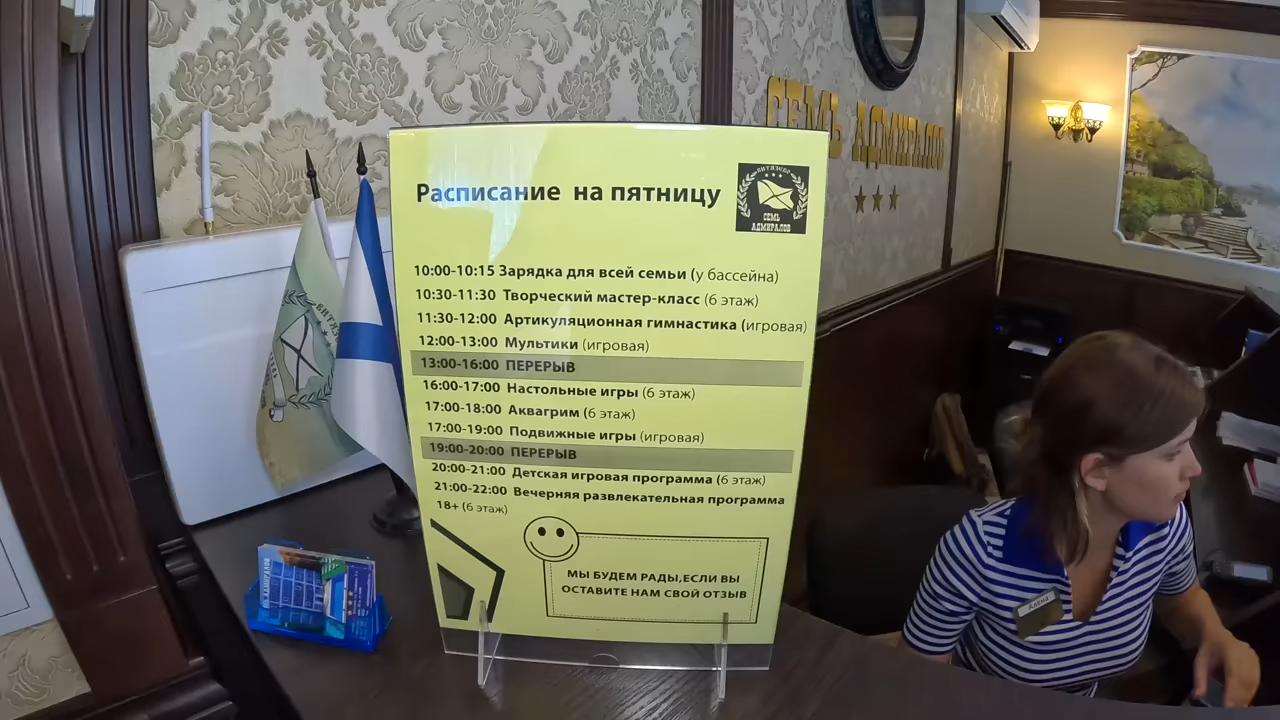 СЕМЬ АДМИРАЛОВ
Расписание на пятницу
ВИТЯЗЕВО
СЕМЬ
АДМИРАЛОВ
10:00-10:15 Зарядка для всей семьи (у бассейна)
10:30-11:30 Творческий мастер-класс (6 этаж)
11:30-12:00 Артикуляционная гимнастика (игровая)
12:00-13:00 Мультики (игровая)
13:00-16:00 ПЕРЕРЫВ
16:00-17:00 Настольные игры (6 этаж)
17:00-18:00 Аквагрим (6 этаж)
17:00-19:00 Подвижные игры (игровая)
19:00-20:00 ПЕРЕРЫВ
20:00-21:00 Детская игровая программа (6 этаж)
21:00-22:00 Вечерняя развлекательная программа
18+ (6 этаж)
МЫ БУДЕМ РАДЫ,ЕСЛИ ВЫ
ОСТАВИТЕ НАМ СВОЙ ОТЗЫВ
Алёна